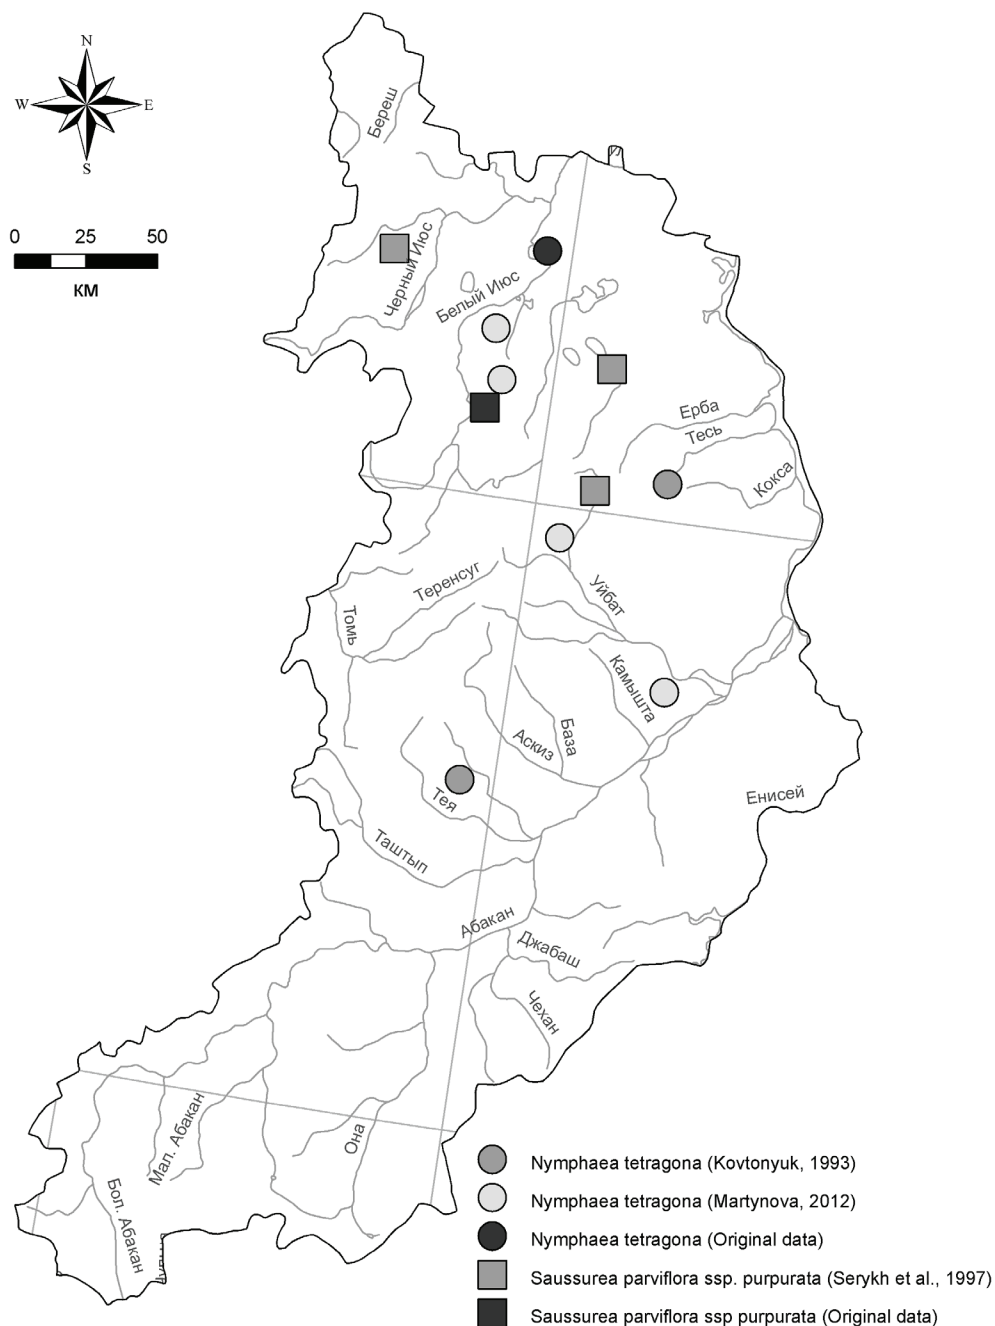 N
W E
S
0 25 50
КМ
Береш
Черный Июс
Белый Июс
Ерба
Тесь
Кокса
Теренсуг
Уйбат
Томь
Камышта
База
Аскиз
Енисей
Тея
Таштып
Абакан
Джабаш
Чехан
Мал. Абакан
Она
Бол. Абакан
Nymphaea tetragona (Kovtonyuk, 1993)
Nymphaea tetragona (Martynova, 2012)
Nymphaea tetragona (Original data)
Saussurea parviflora ssp. purpurata (Serykh et al., 1997)
Saussurea parviflora ssp purpurata (Original data)